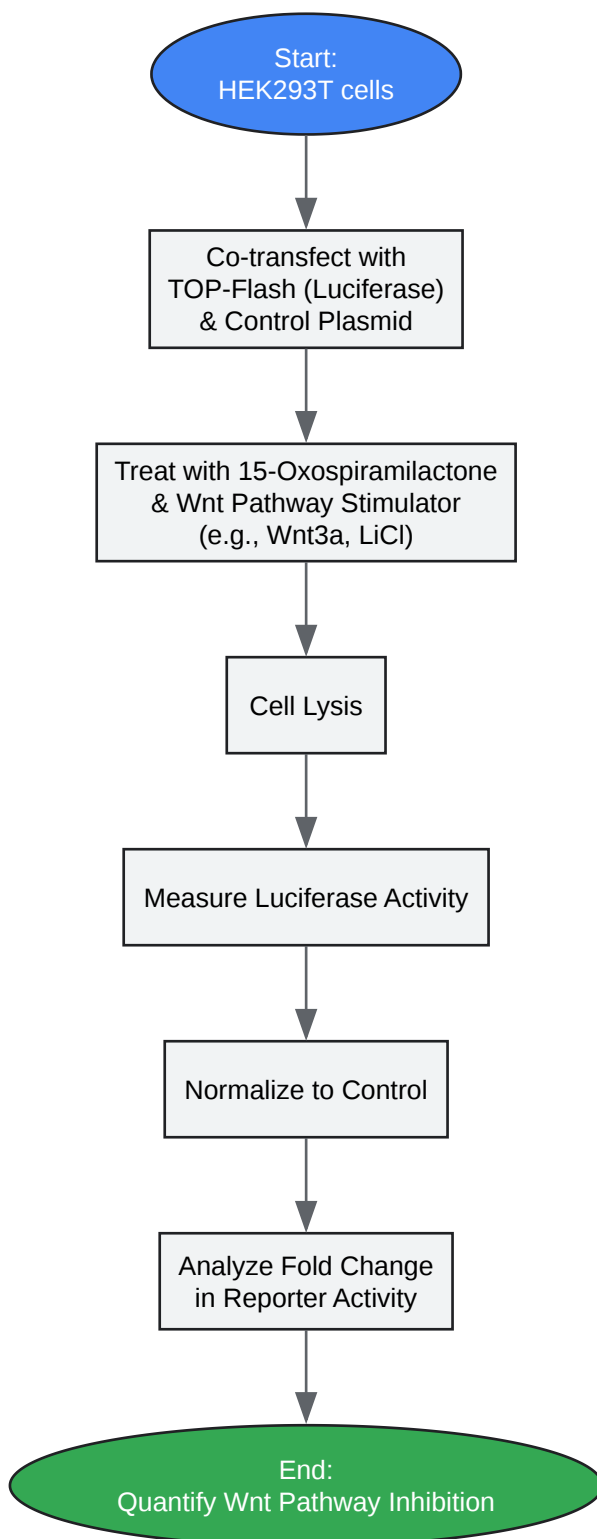 Start:
HEK293T cells
Co-transfect with
TOP-Flash (Luciferase)
& Control Plasmid
Treat with 15-Oxospiramilactone
& Wnt Pathway Stimulator
(e.g., Wnt3a, LiCl)
Cell Lysis
Measure Luciferase Activity
Normalize to Control
Analyze Fold Change
in Reporter Activity
End:
Quantify Wnt Pathway Inhibition